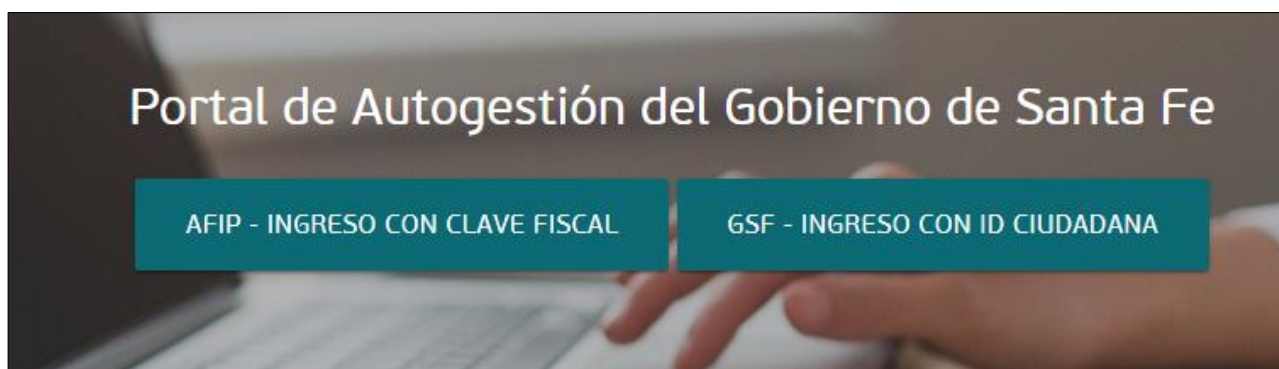 Portal de Autogestión del Gobierno de Santa Fe
AFIP - INGRESO CON CLAVE FISCAL
GSF - INGRESO CON ID CIUDADANA